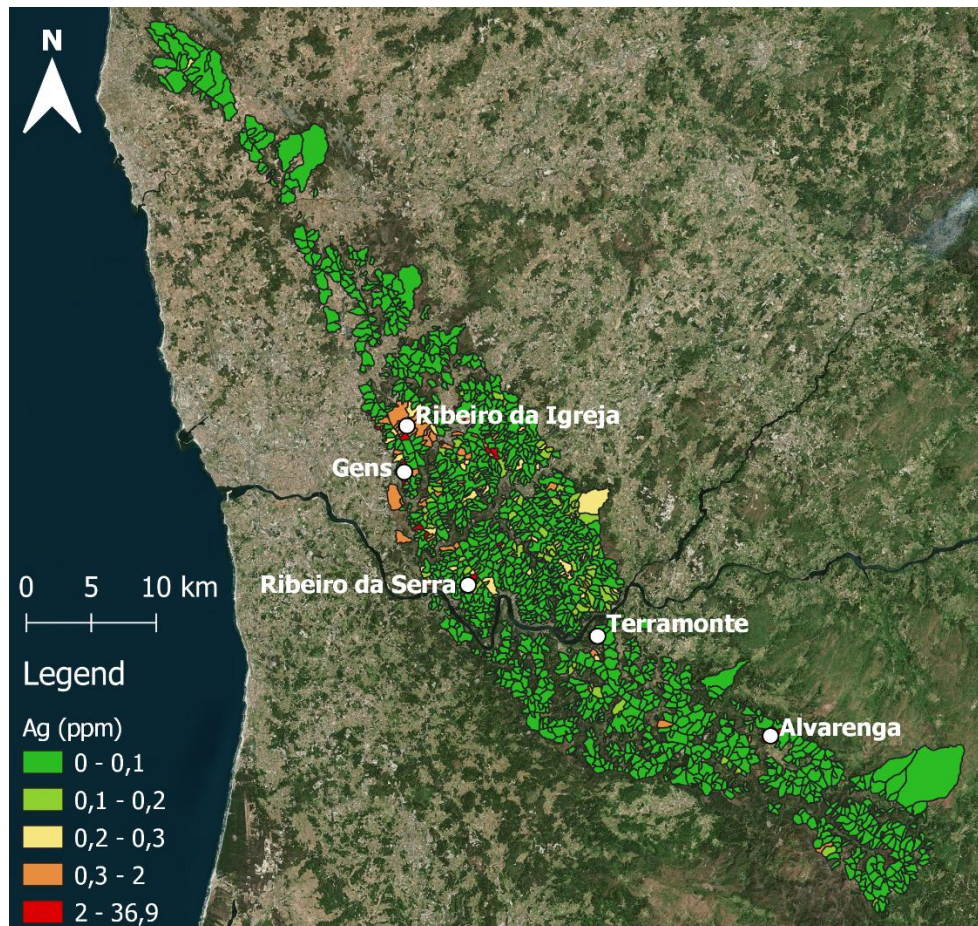 N
Ribeiro da Igreja
Gens
Ribeiro da Serra
Terramonte
Alvarenga
0 5 10 km
Legend
Ag (ppm)
0 - 0,1
0,1 - 0,2
0,2 - 0,3
0,3 - 2
2 - 36,9